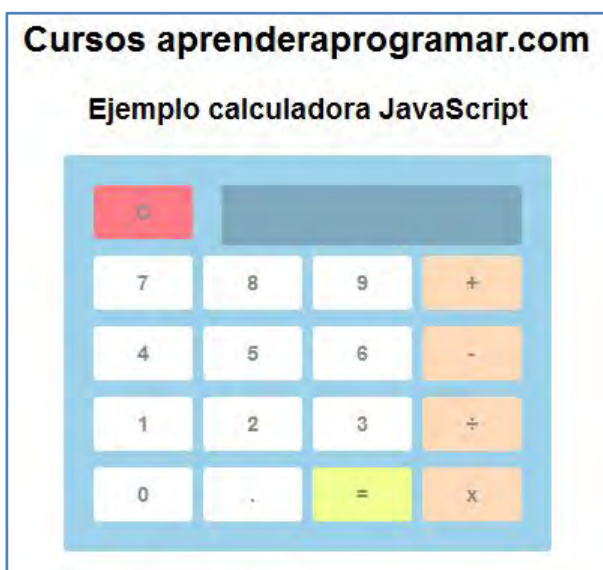 Cursos aprenderaprogramar.com
Ejemplo calculadora JavaScript
C
7 8 9 +
4 5 6 -
1 2 3 ÷
0 . = x